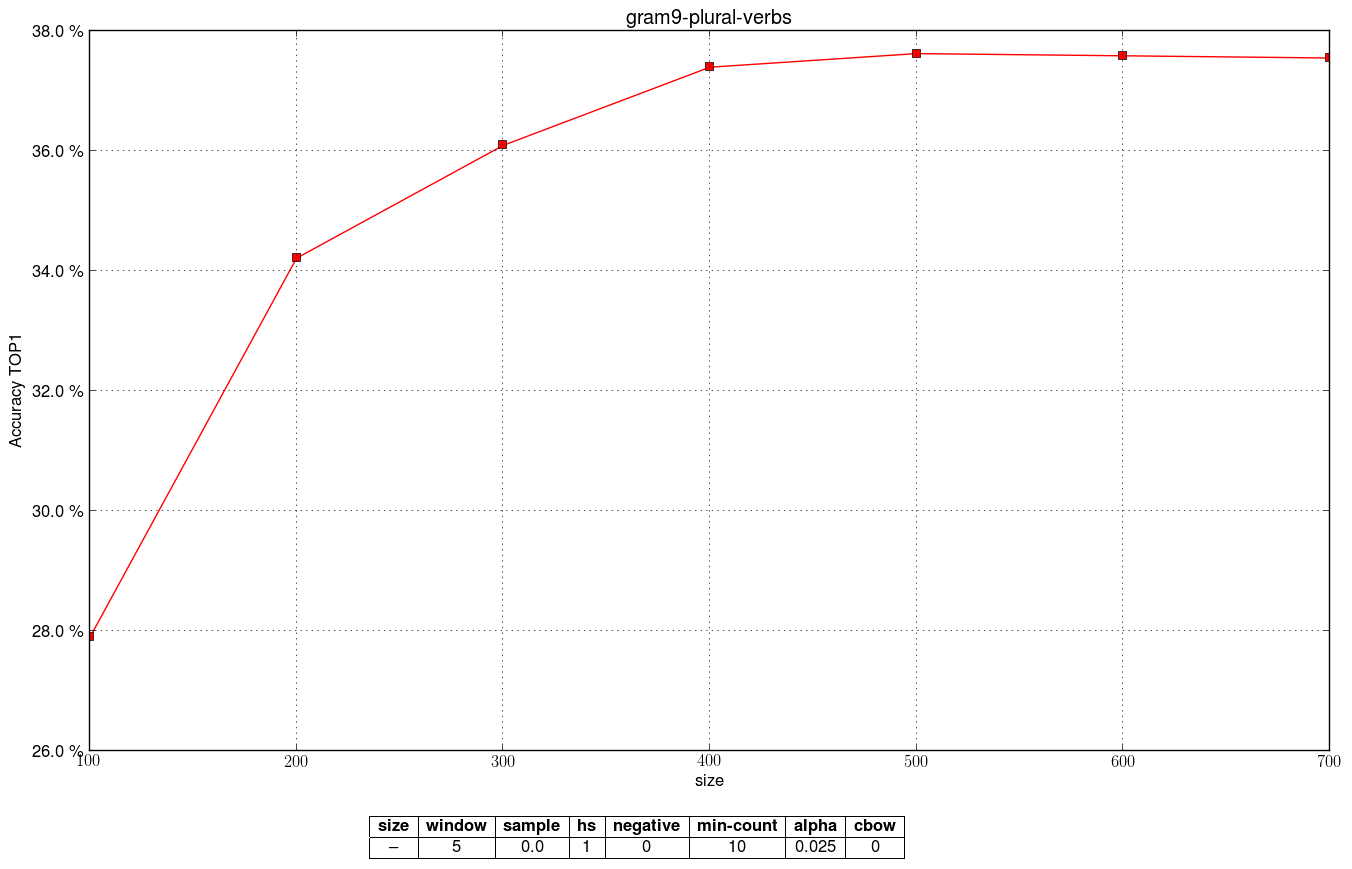 gram9-plural-verbs
38.0 %
36.0 %
34.0 %
32.0 %
30.0 %
28.0 %
26.0 %
Accuracy TOP1
100 200 300 400 500 600 700
size
size window sample hs negative min-count alpha cbow
– 5 0.0 1 0 10 0.025 0